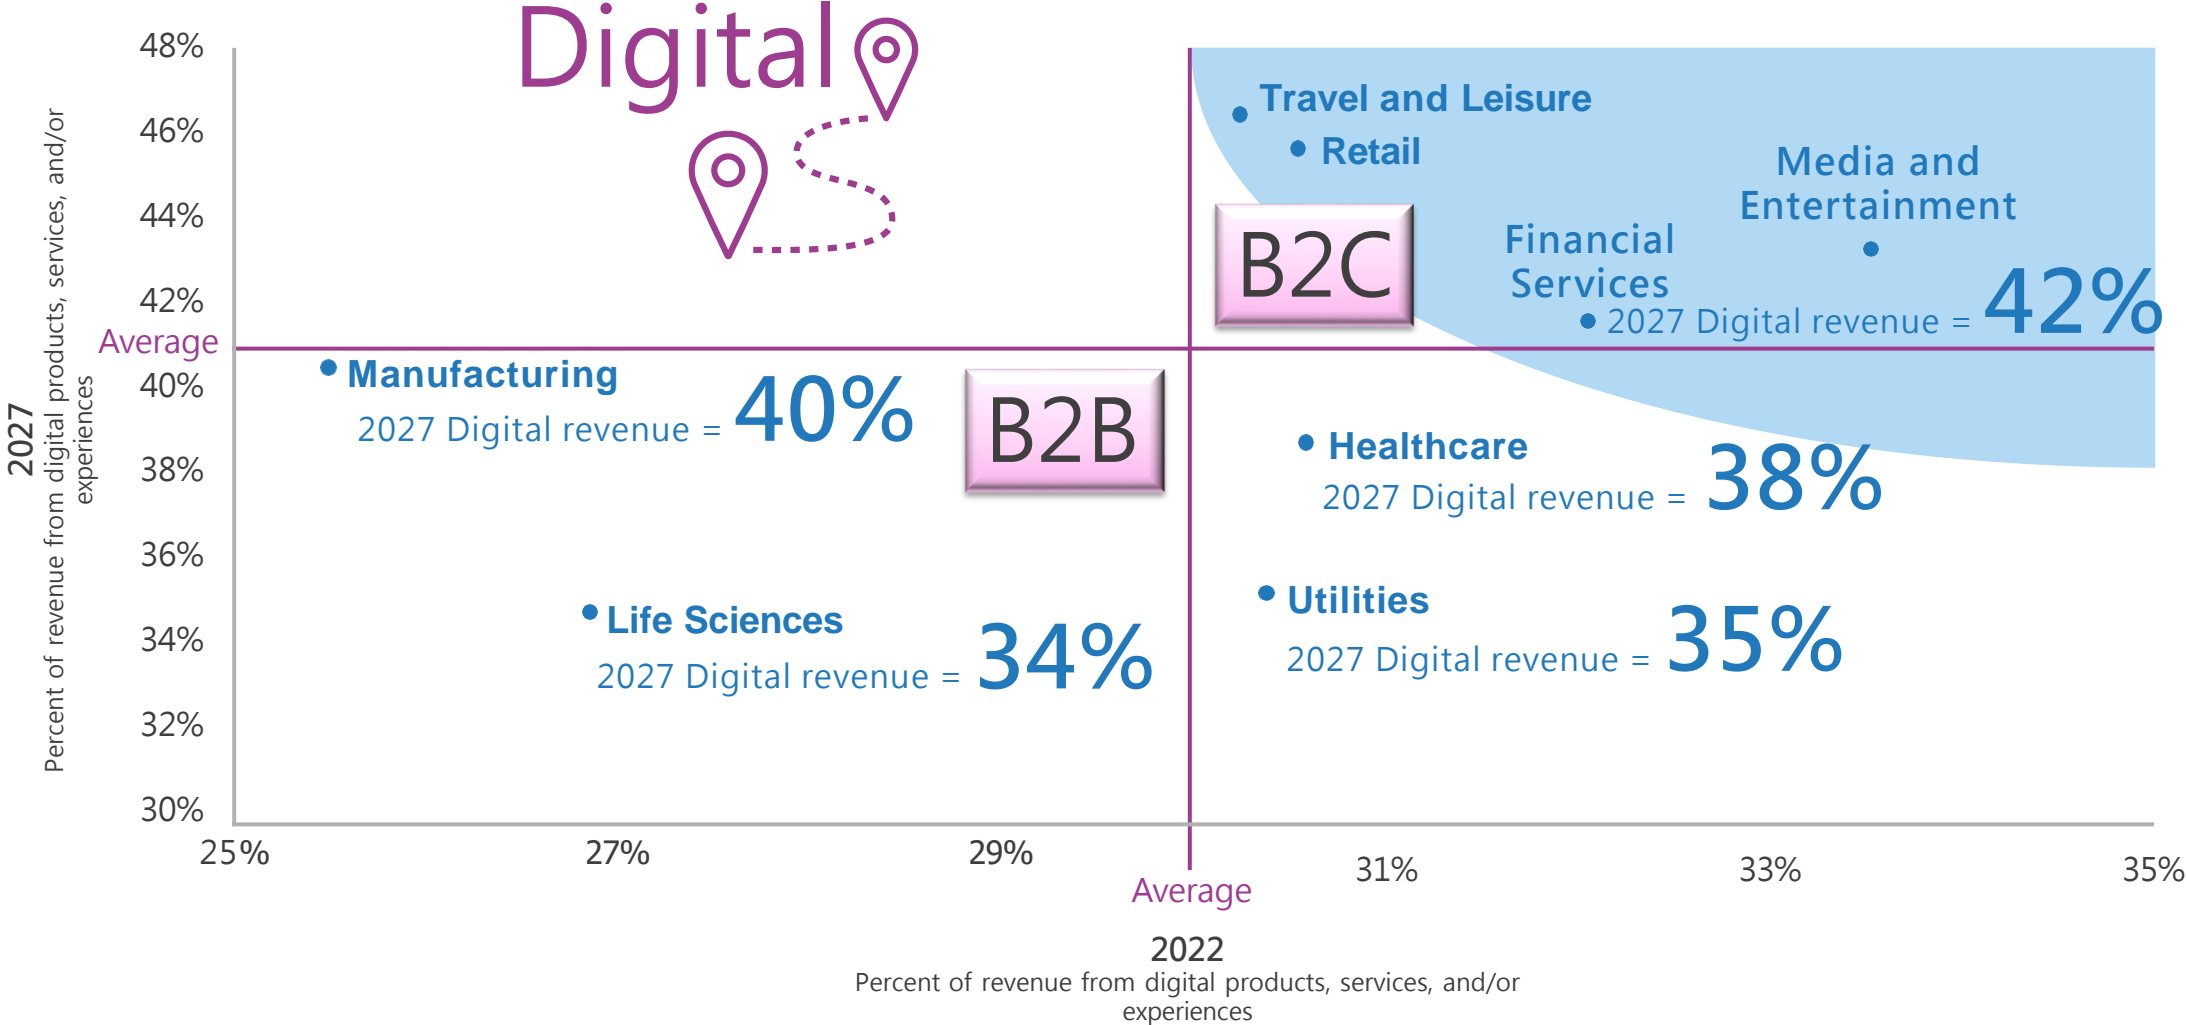 Digital
48%
46%
44%
42%
Average
40%
38%
36%
34%
32%
30%
2027
Percent of revenue from digital products, services, and/or
experiences
Travel and Leisure
Retail
Media and
Entertainment
B2C
Financial
Services
2027 Digital revenue = 42%
Manufacturing
2027 Digital revenue = 40%
B2B
Healthcare
2027 Digital revenue = 38%
Life Sciences
2027 Digital revenue = 34%
Utilities
2027 Digital revenue = 35%
25%
27%
29%
31%
33%
35%
Average
2022
Percent of revenue from digital products, services, and/or
experiences